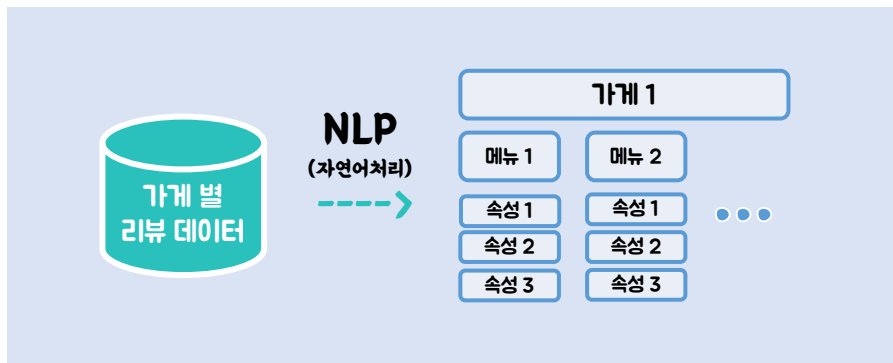 가게 별
리뷰 데이터
NLP
(자연어처리)
가게 1
메뉴 1
메뉴 2
속성 1
속성 1
속성 2
속성 2
속성 3
속성 3